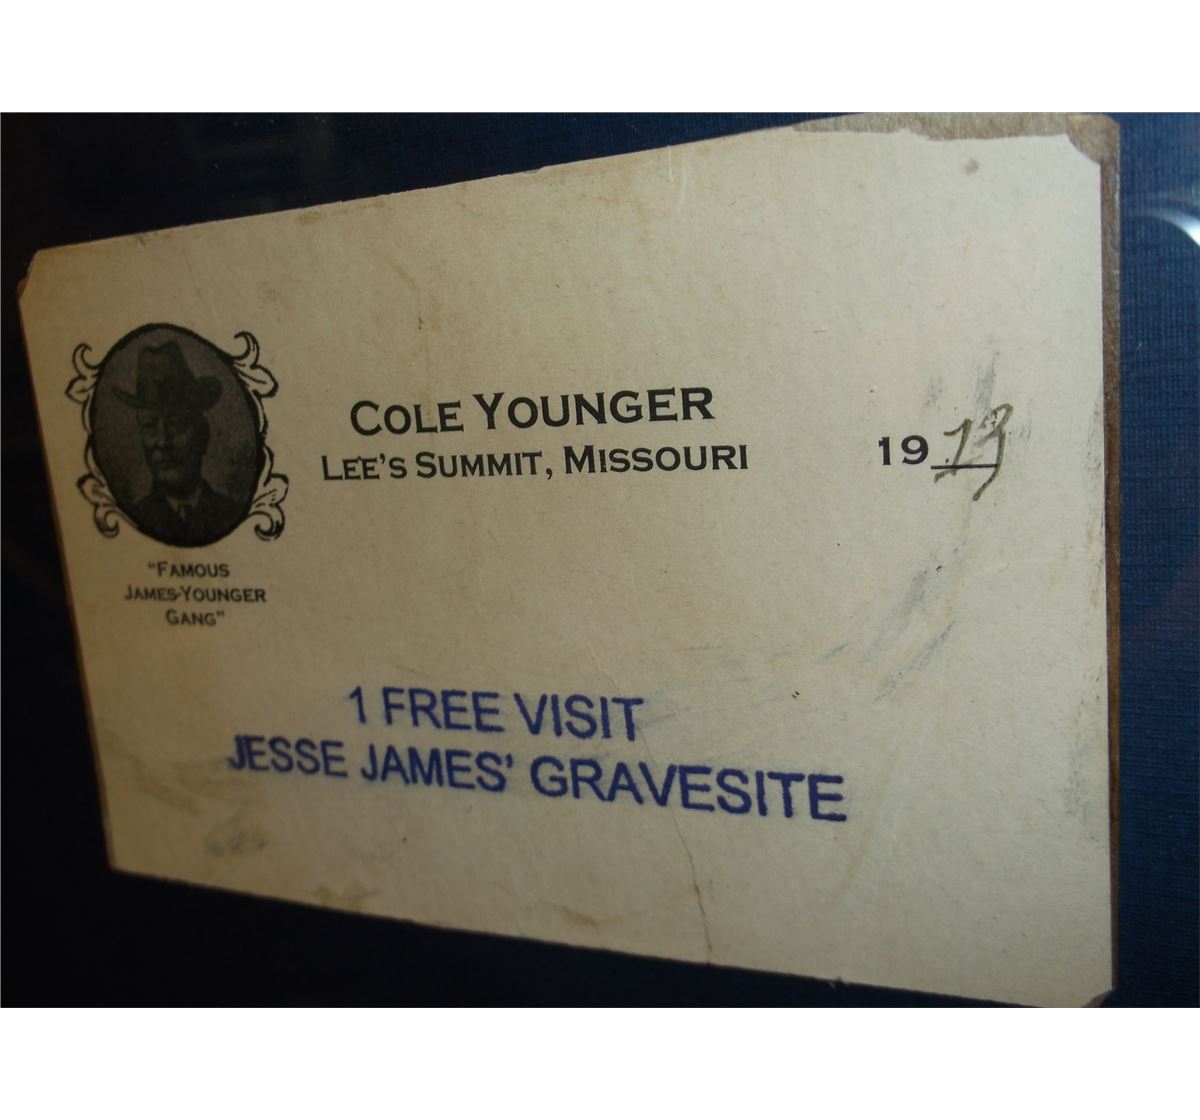 COLE YOUNGER
LEE'S SUMMIT, MISSOURI
1913
"FAMOUS
JAMES-YOUNGER
GANG"
1 FREE VISIT
JESSE JAMES' GRAVESITE